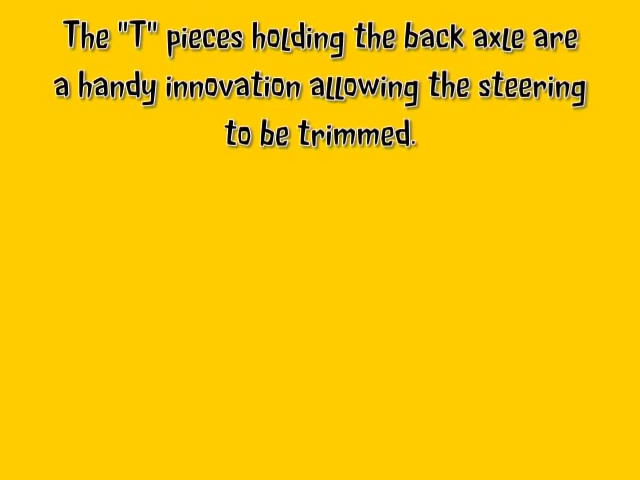 The "T" pieces holding the back axle are
a handy innovation allowing the steering
to be trimmed.